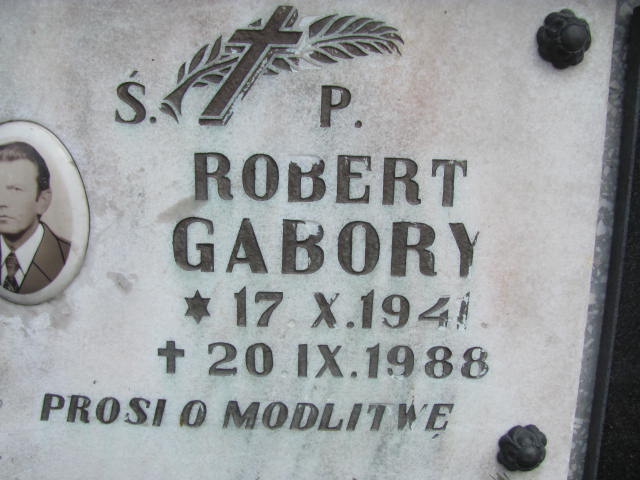 Ś. P.
ROBERT
GABORY
* 17 X.1941
† 20 IX.1988
PROSI O MODLITWĘ